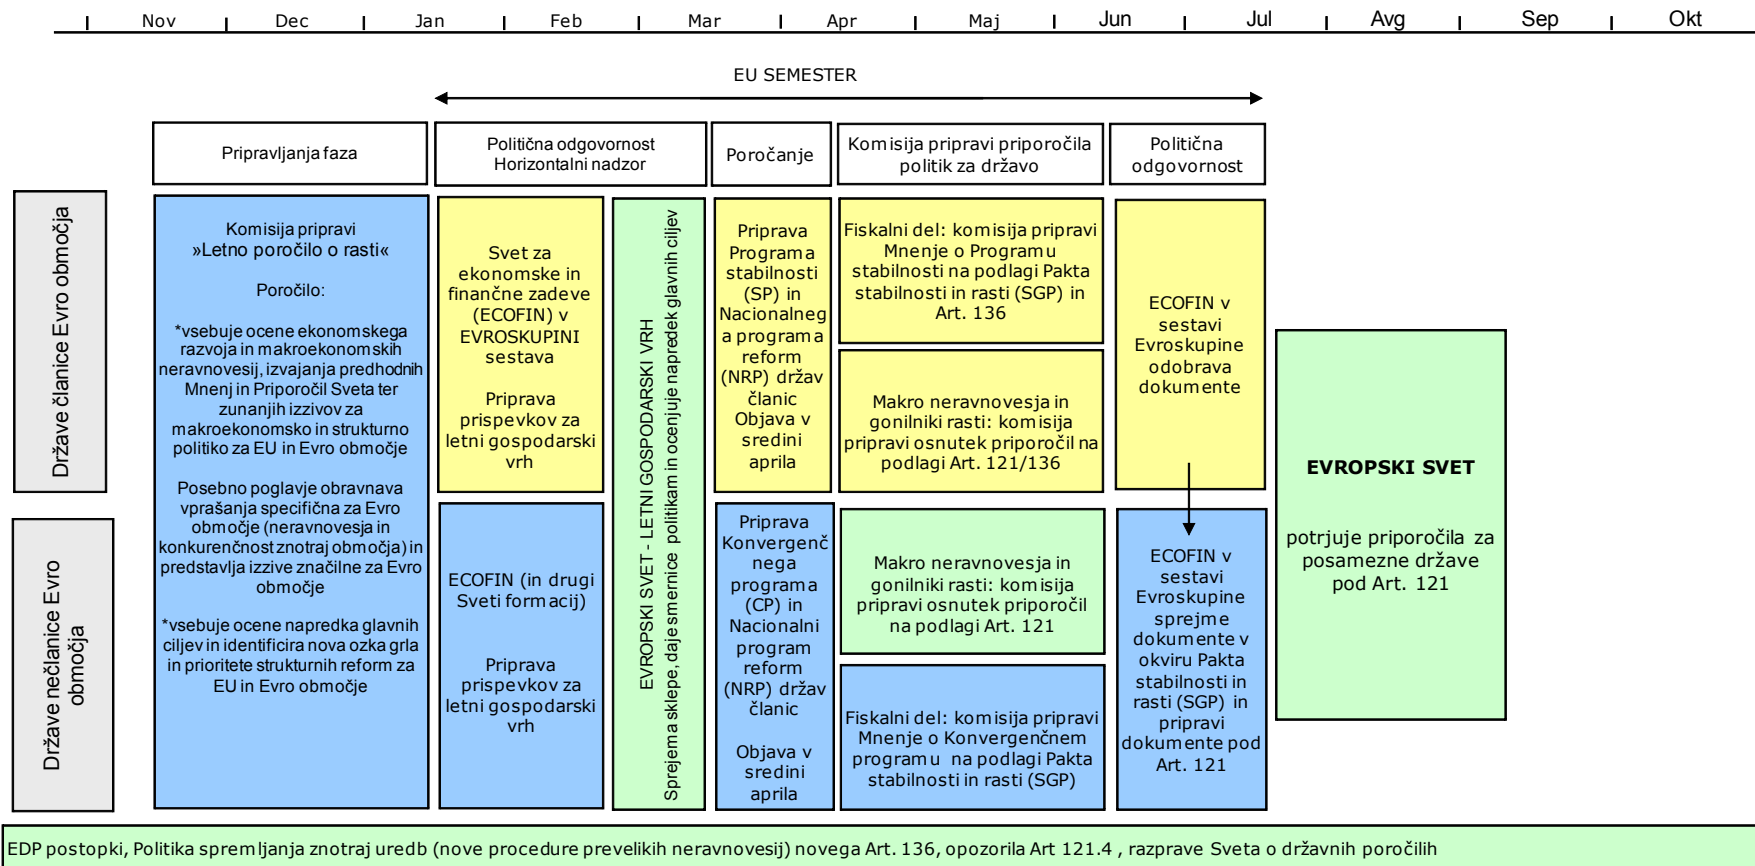 Nov Dec Jan Feb Mar Apr Maj Jun Jul Avg Sep Okt
EU SEMESTER
Pripravljanja faza
Politična odgovornost
Horizontalni nadzor
Poročanje
Komisija pripravi priporočila
politik za državo
Politična
odgovornost
Države članice Evro območja
Komisija pripravi
»Letno poročilo o rasti«
Poročilo:
*vsebuje ocene ekonomskega
razvoja in makroekonomskih
neravnovesij, izvajanja predhodnih
Mnenj in Priporočil Sveta ter
zunanjih izzivov za
makroekonomsko in strukturno
politiko za EU in Evro območje
Posebno poglavje obravnava
vprašanja specifična za Evro
območje (neravnovesja in
konkurenčnost znotraj območja) in
predstavlja izzive značilne za Evro
območje
*vsebuje ocene napredka glavnih
ciljev in identificira nova ozka grla
in prioritete strukturnih reform za
EU in Evro območje
Svet za
ekonomske in
finančne zadeve
(ECOFIN) v
EVROSKUPINI
sestava
Priprava
prispevkov za
letni gospodarski
vrh
EVROPSKI SVET - LETNI GOSPODARSKI VRH
Sprejema sklepe, daje smernice politikam in ocenjuje napredek glavnih ciljev
Priprava
Programa
stabilnosti
(SP) in
Nacionalneg
a programa
reform
(NRP) držav
članic
Objava v
sredini
aprila
Fiskalni del: komisija pripravi
Mnenje o Programu
stabilnosti na podlagi Pakta
stabilnosti in rasti (SGP) in
Art. 136
Makro neravnovesja in
gonilniki rasti: komisija
pripravi osnutek priporočil na
podlagi Art. 121/136
ECOFIN v
sestavi
Evroskupine
odobrava
dokumente
EVROPSKI SVET
potrjuje priporočila za
posamezne države
pod Art. 121
Države nečlanice Evro
območja
ECOFIN (in drugi
Sveti formacij)
Priprava
prispevkov za
letni gospodarski
vrh
Priprava
Konvergenč
nega
programa
(CP) in
Nacionalni
program
reform
(NRP) držav
članic
Objava v
sredini
aprila
Makro neravnovesja in
gonilniki rasti: komisija
pripravi osnutek priporočil
na podlagi Art. 121
Fiskalni del: komisija pripravi
Mnenje o Konvergenčnem
programu na podlagi Pakta
stabilnosti in rasti (SGP)
ECOFIN v
sestavi
Evroskupine
sprejme
dokumente v
okviru Pakta
stabilnosti in
rasti (SGP) in
pripravi
dokumente pod
Art. 121
EDP postopki, Politika spremljanja znotraj uredb (nove procedure prevelikih neravnovesij) novega Art. 136, opozorila Art 121.4 , razprave Sveta o državnih poročilih